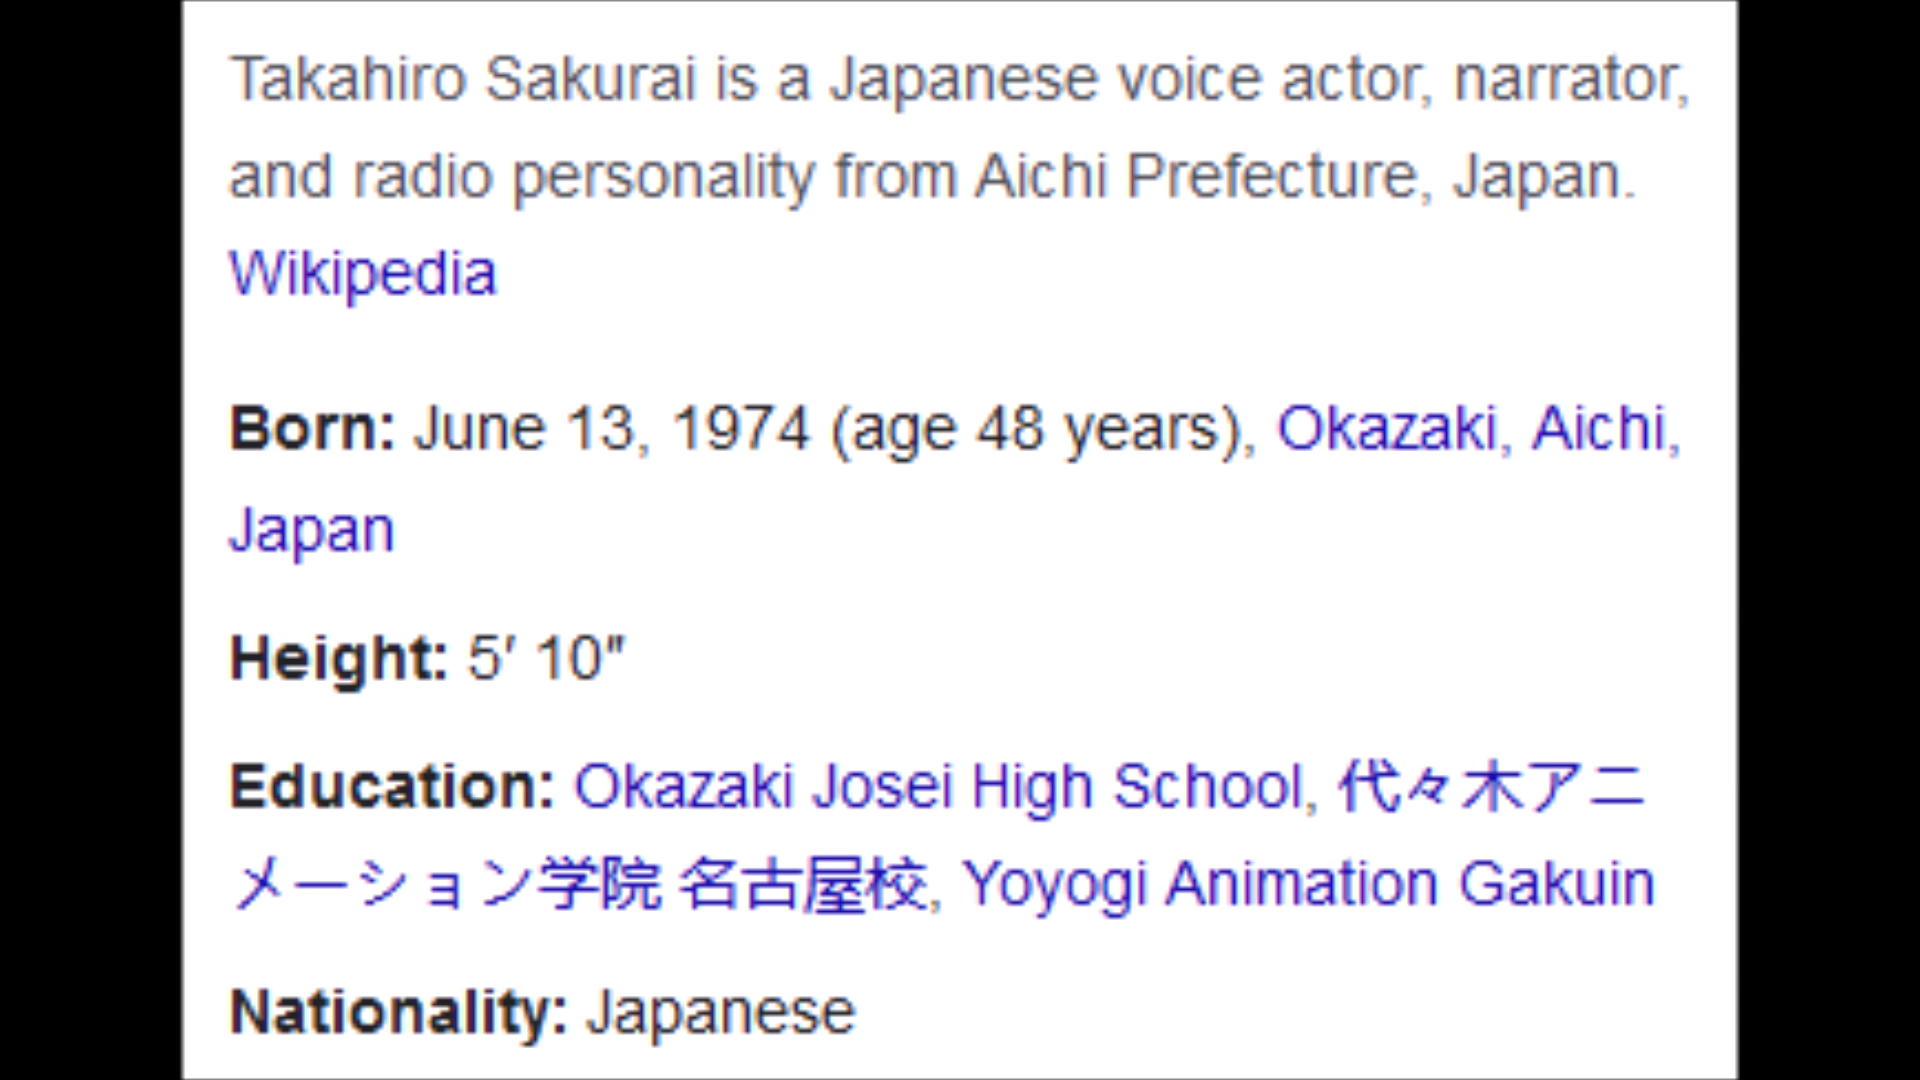 Takahiro Sakurai is a Japanese voice actor, narrator,
and radio personality from Aichi Prefecture, Japan.
Wikipedia
Born: June 13, 1974 (age 48 years), Okazaki, Aichi,
Japan
Height: 5′ 10″
Education: Okazaki Josei High School, 代々木アニ
メーション学院 名古屋校, Yoyogi Animation Gakuin
Nationality: Japanese